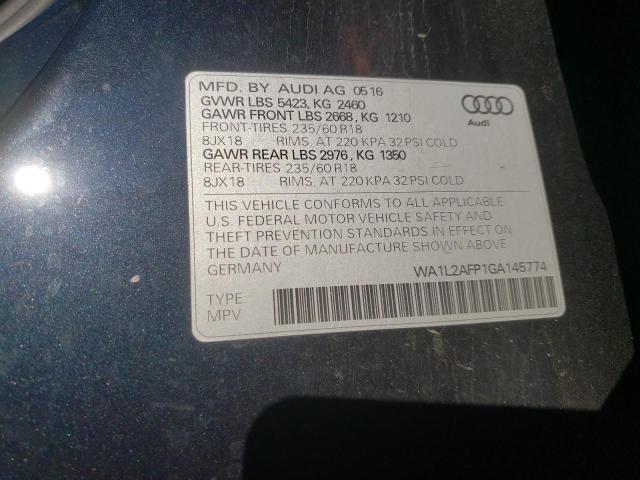 MFD. BY AUDI AG 0516
GVWR LBS 5423, KG 2460
GAWR FRONT LBS 2668, KG 1210
FRONT-TIRES 235/60 R18
8JX18 RIMS, AT 220 KPA 32 PSI COLD
GAWR REAR LBS 2976, KG 1350
REAR-TIRES 235/60 R18
8JX18 RIMS, AT 220 KPA 32 PSI COLD
Audi
THIS VEHICLE CONFORMS TO ALL APPLICABLE
U.S. FEDERAL MOTOR VEHICLE SAFETY AND
THEFT PREVENTION STANDARDS IN EFFECT ON
THE DATE OF MANUFACTURE SHOWN ABOVE
GERMANY WA1L2AFP1GA145774
TYPE
MPV